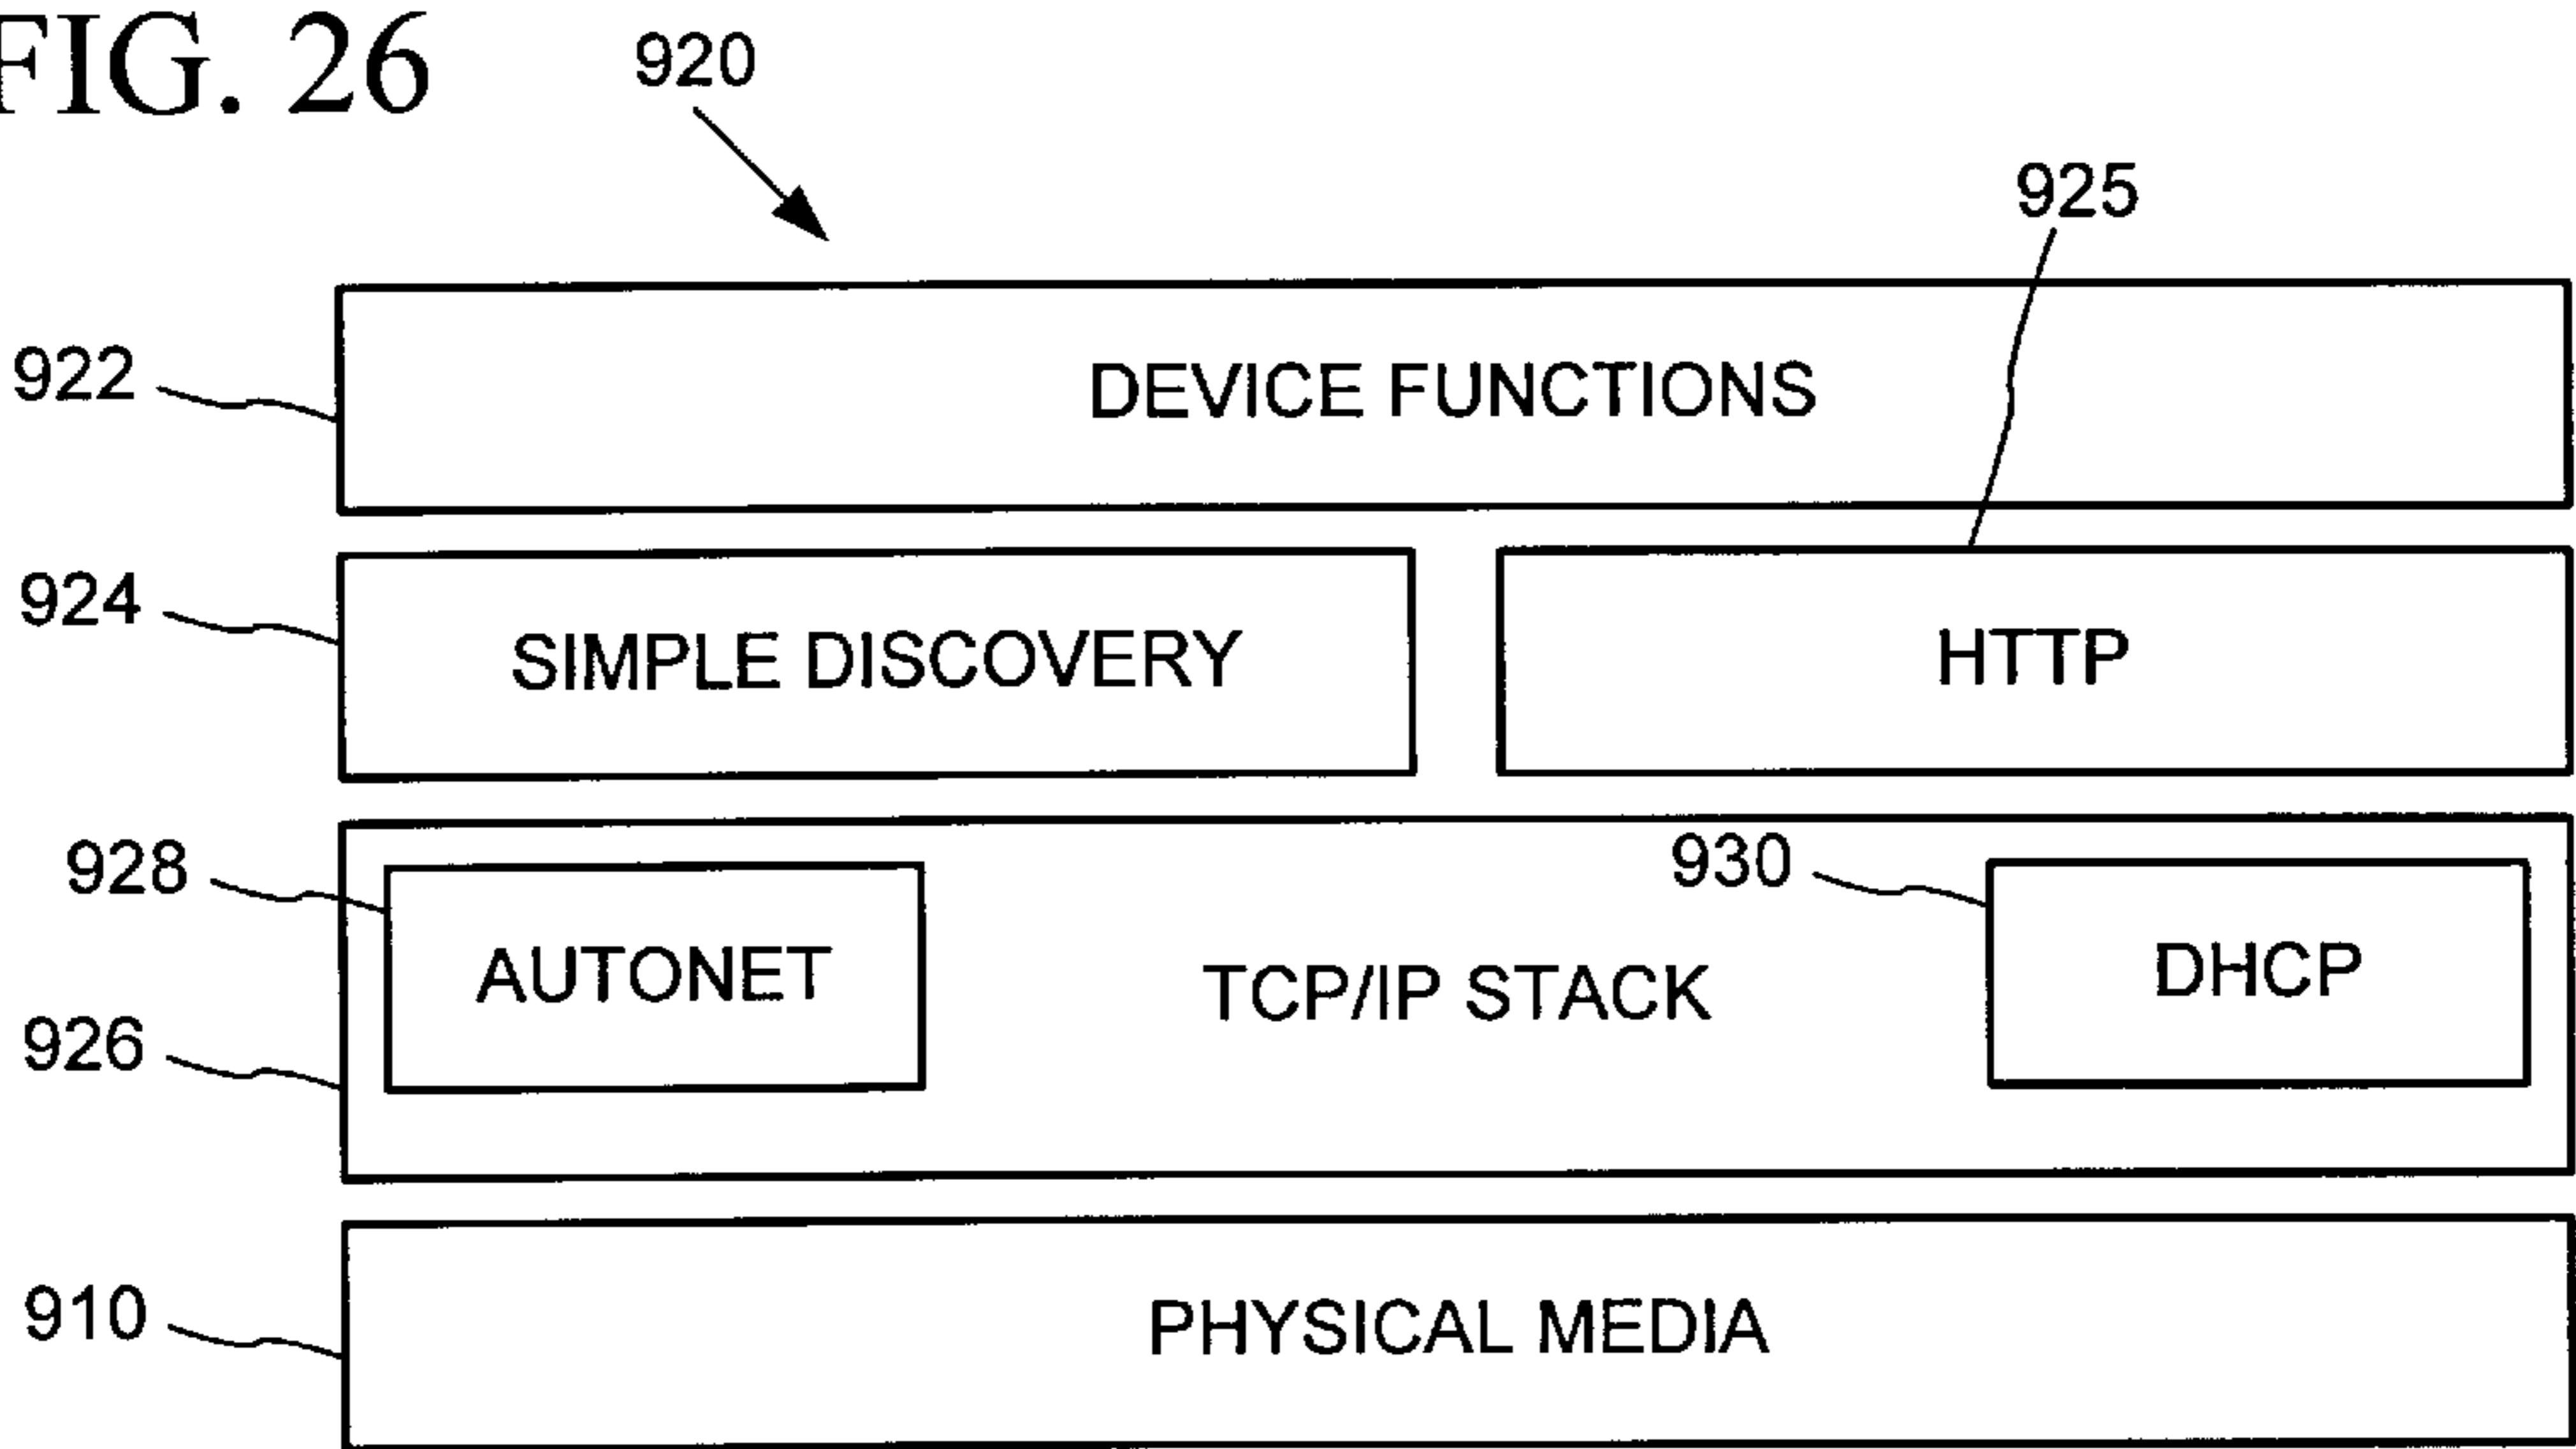 FIG. 26
920
925
922
DEVICE FUNCTIONS
924
SIMPLE DISCOVERY
HTTP
928
930
AUTONET
TCP/IP STACK
DHCP
926
910
PHYSICAL MEDIA